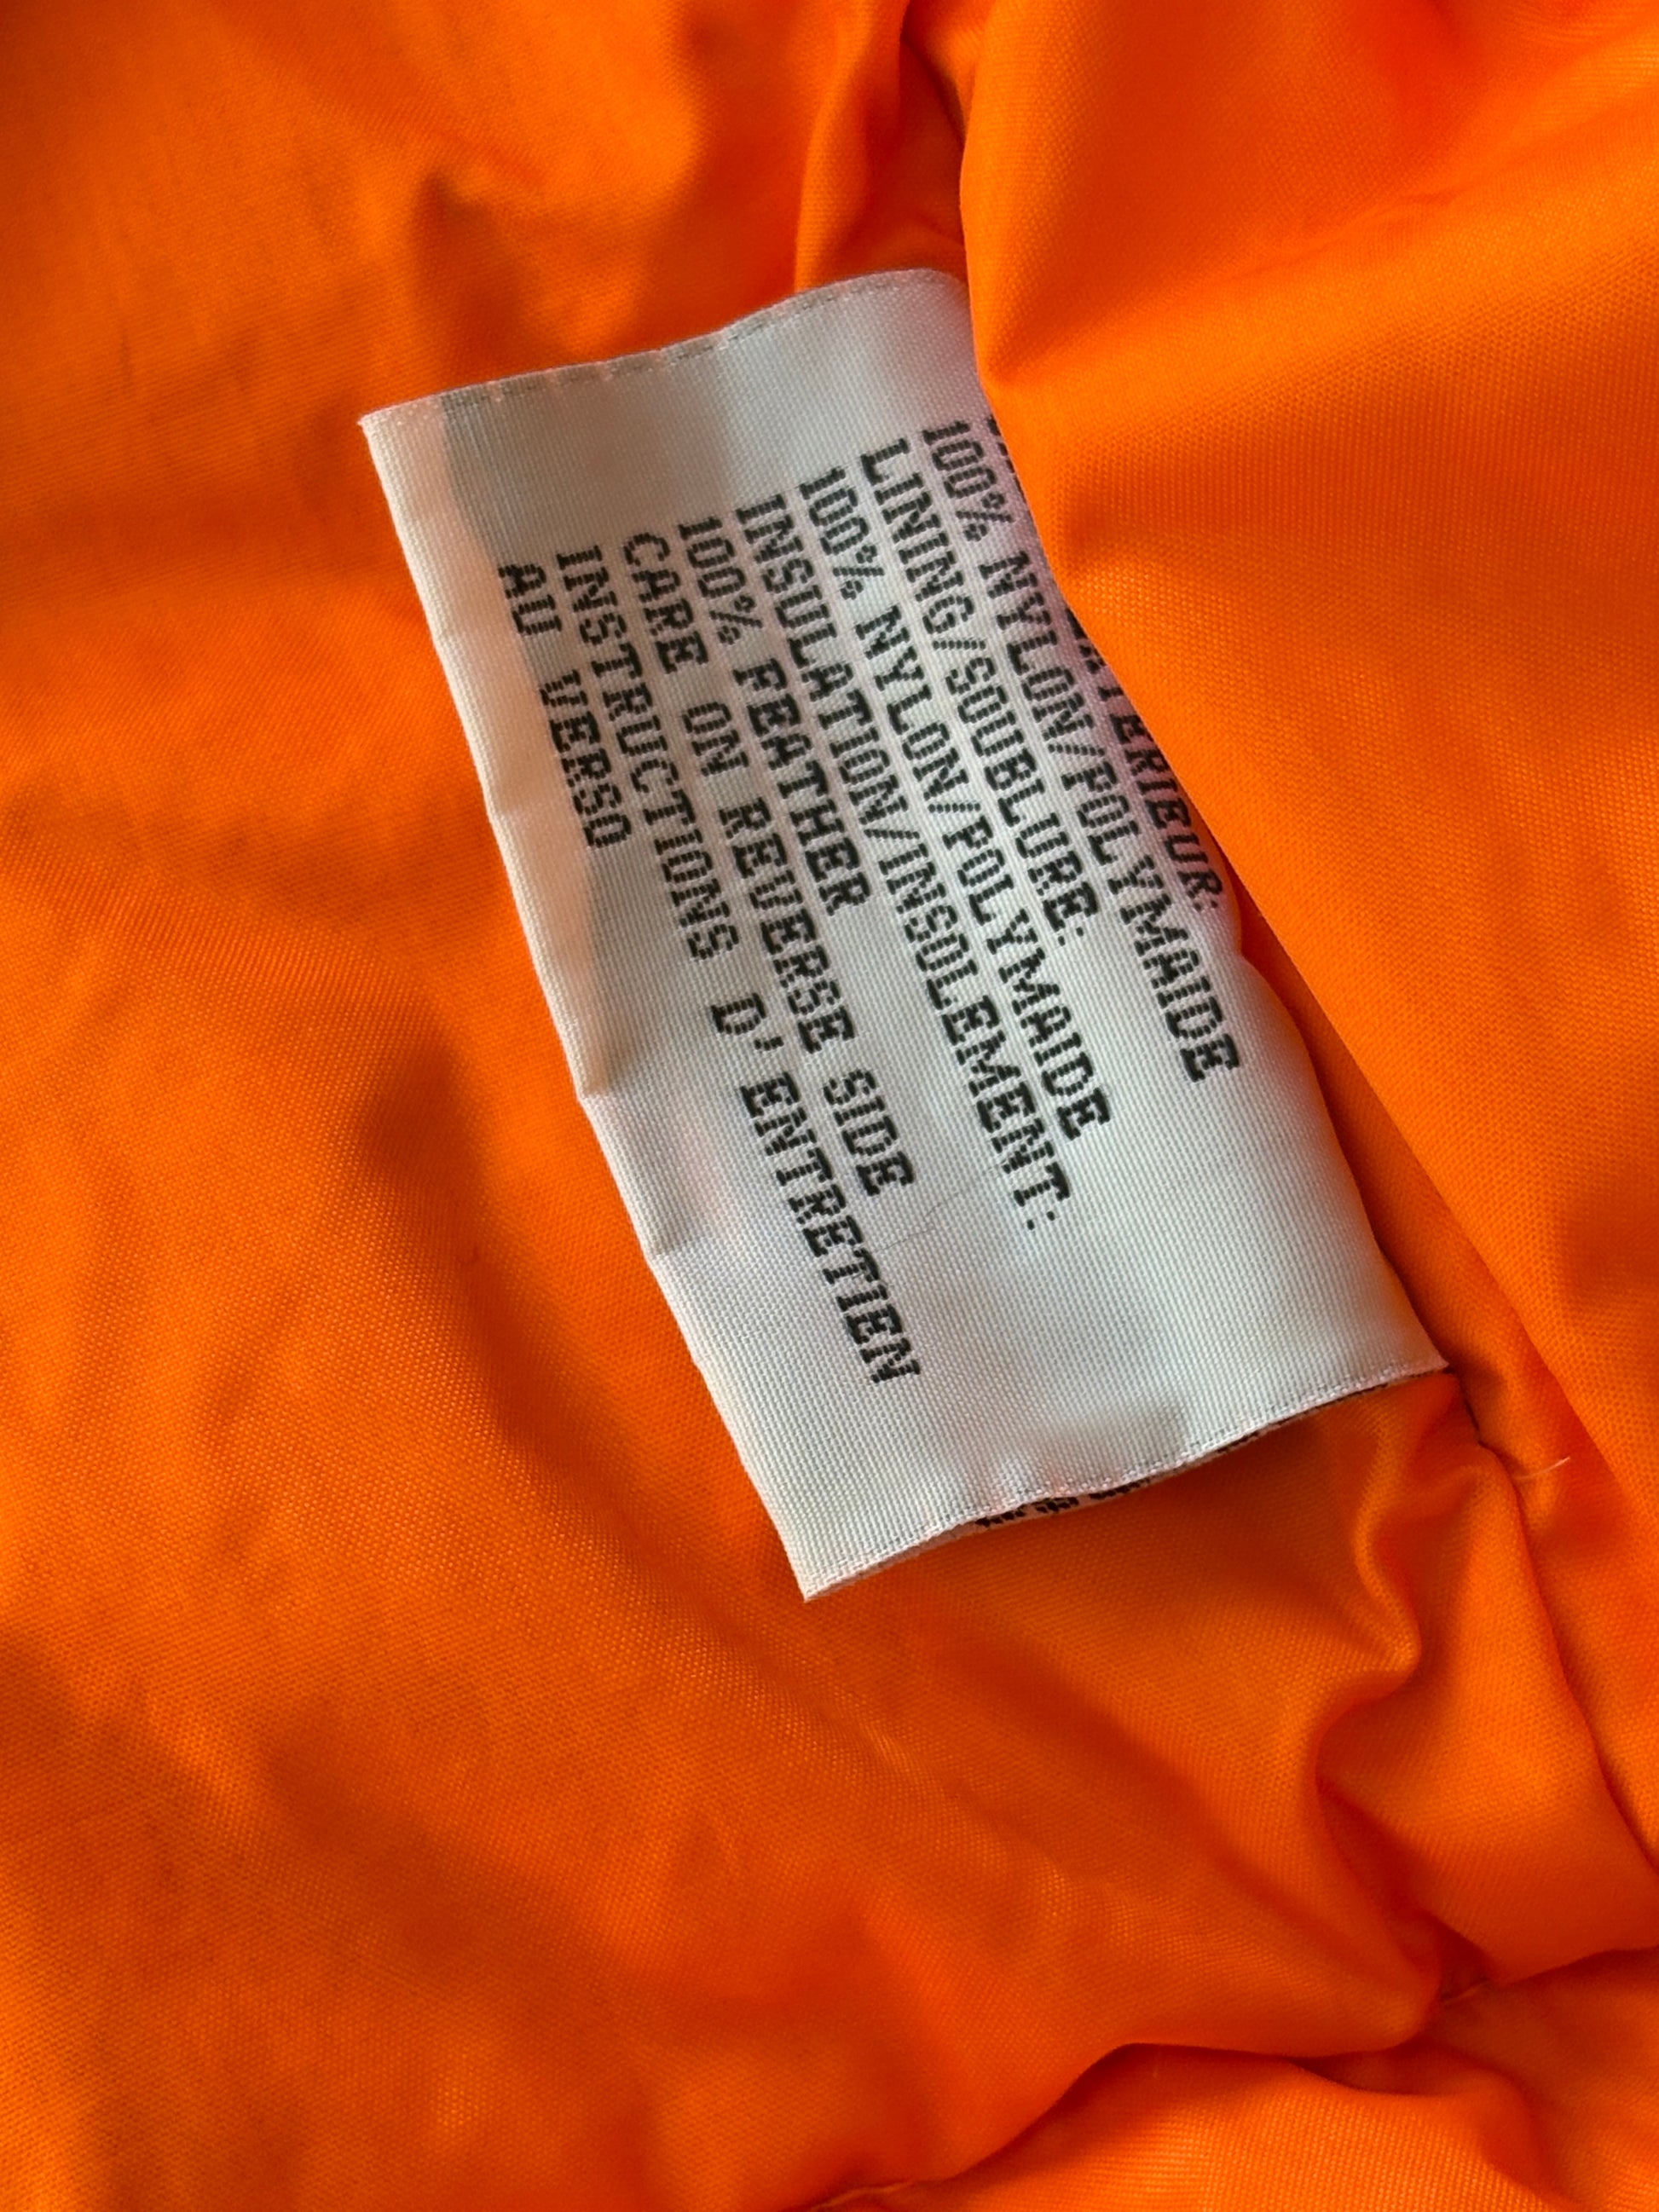 100% NYLON/POLYMAIDE
LINING/SOUBLURE:
100% NYLON/POLYMAIDE
INSULATION/INSOLEMENT:
100% FEATHER
CARE ON REVERSE SIDE
INSTRUCTIONS D' ENTRETIEN
AU VERSO